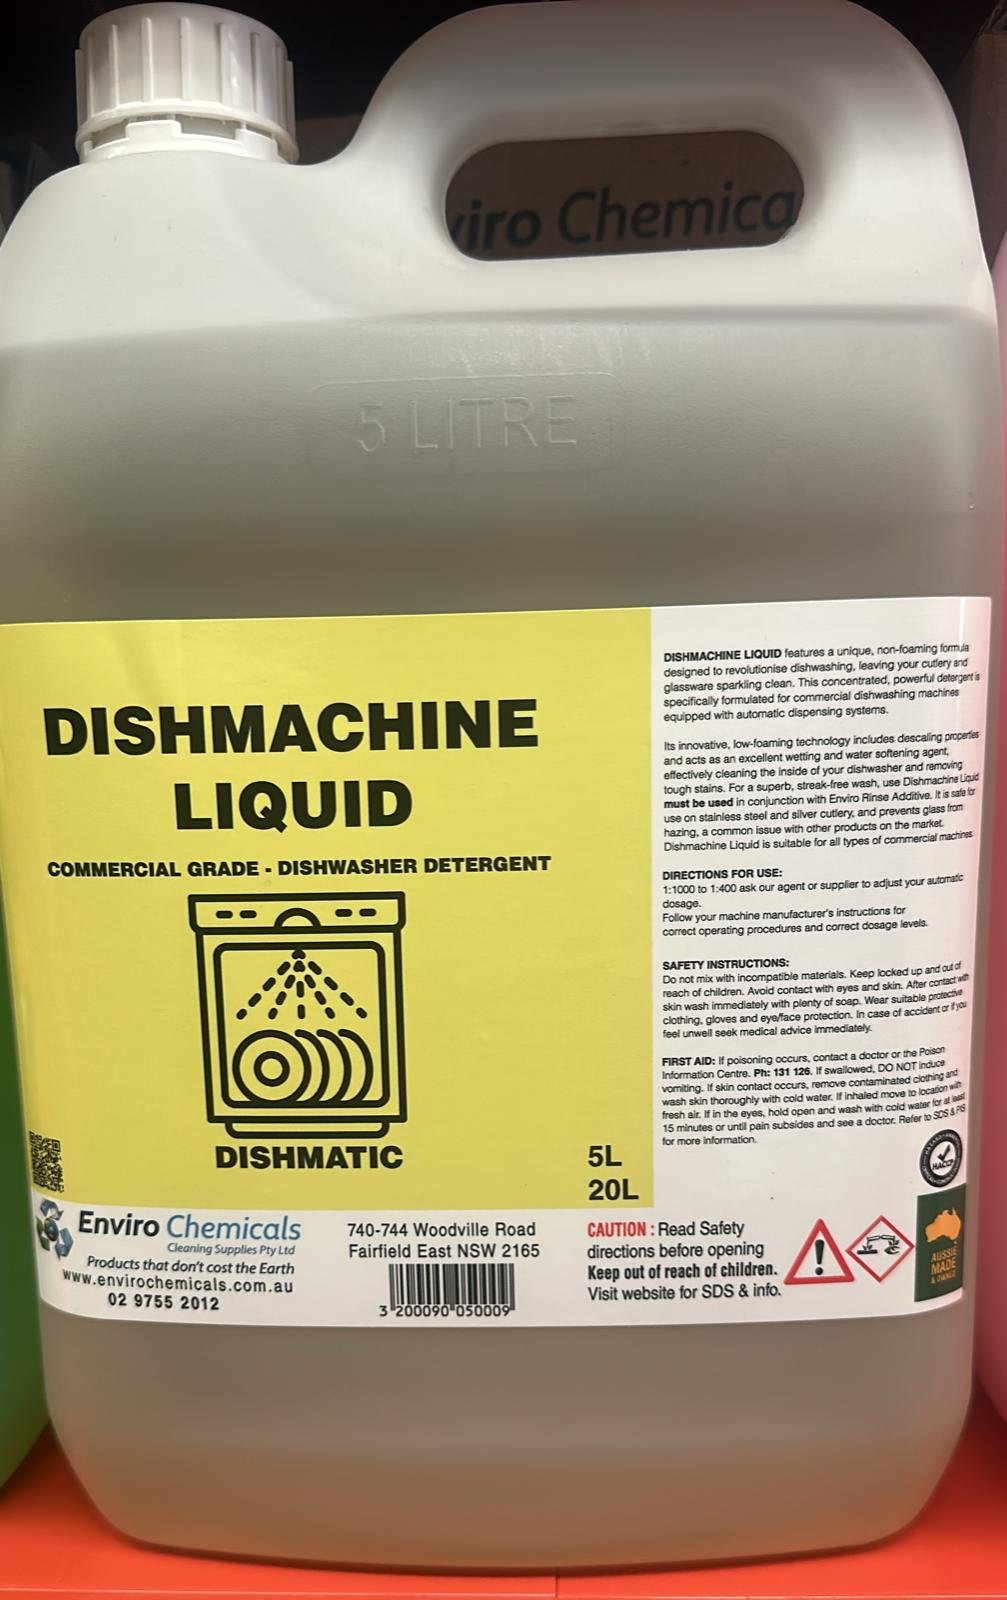 viro Chemica
5 LITRE
DISHMACHINE
LIQUID
COMMERCIAL GRADE - DISHWASHER DETERGENT
DISHMATIC
5L
20L
DISHMACHINE LIQUID features a unique, non-foaming formula
designed to revolutionise dishwashing, leaving your cutlery and
glassware sparkling clean. This concentrated, powerful detergent is
specifically formulated for commercial dishwashing machines
equipped with automatic dispensing systems.
Its innovative, low-foaming technology includes descaling properties
and acts as an excellent wetting and water softening agent,
effectively cleaning the inside of your dishwasher and removing
tough stains. For a superb, streak-free wash, use Dishmachine Liquid
must be used in conjunction with Enviro Rinse Additive. It is safe for
use on stainless steel and silver cutlery, and prevents glass from
hazing, a common issue with other products on the market.
Dishmachine Liquid is suitable for all types of commercial machines.
DIRECTIONS FOR USE:
1:1000 to 1:400 ask our agent or supplier to adjust your automatic
dosage.
Follow your machine manufacturer's instructions for
correct operating procedures and correct dosage levels.
SAFETY INSTRUCTIONS:
Do not mix with incompatible materials. Keep locked up and out of
reach of children. Avoid contact with eyes and skin. After contact with
skin wash immediately with plenty of soap. Wear suitable protective
clothing, gloves and eye/face protection. In case of accident or if you
feel unwell seek medical advice immediately.
FIRST AID: If poisoning occurs, contact a doctor or the Poison
Information Centre. Ph: 131 126. If swallowed, DO NOT induce
vomiting. If skin contact occurs, remove contaminated clothing and
wash skin thoroughly with cold water. If inhaled move to location with
fresh air. If in the eyes, hold open and wash with cold water for at least
15 minutes or until pain subsides and see a doctor. Refer to SDS & PIS
for more information.
HACCP
Enviro Chemicals
Cleaning Supplies Pty Ltd
Products that don't cost the Earth
www.envirochemicals.com.au
02 9755 2012
740-744 Woodville Road
Fairfield East NSW 2165
3 200090 050009
CAUTION : Read Safety
directions before opening
Keep out of reach of children.
Visit website for SDS & info.
AUSSIE
MADE
& OWNED